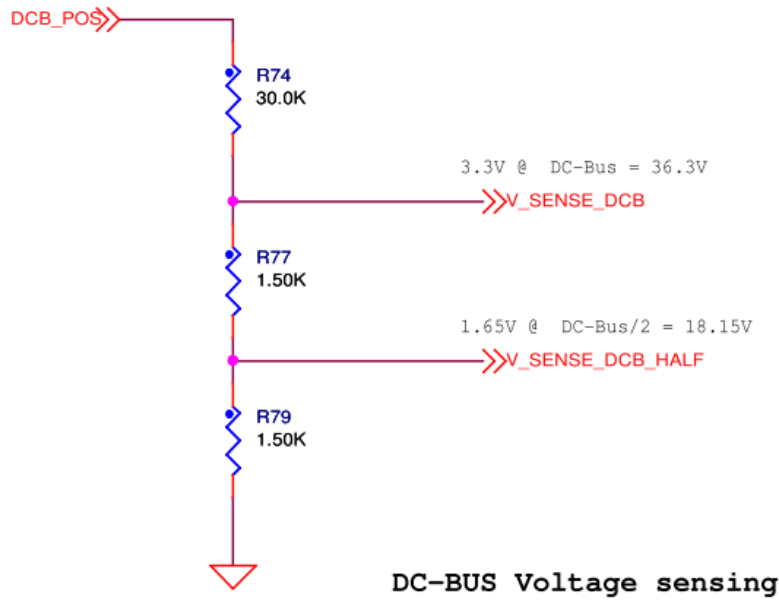 DCB_POS
R74
30.0K
3.3V @ DC-Bus = 36.3V
V_SENSE_DCB
R77
1.50K
1.65V @ DC-Bus/2 = 18.15V
V_SENSE_DCB_HALF
R79
1.50K
DC-BUS Voltage sensing